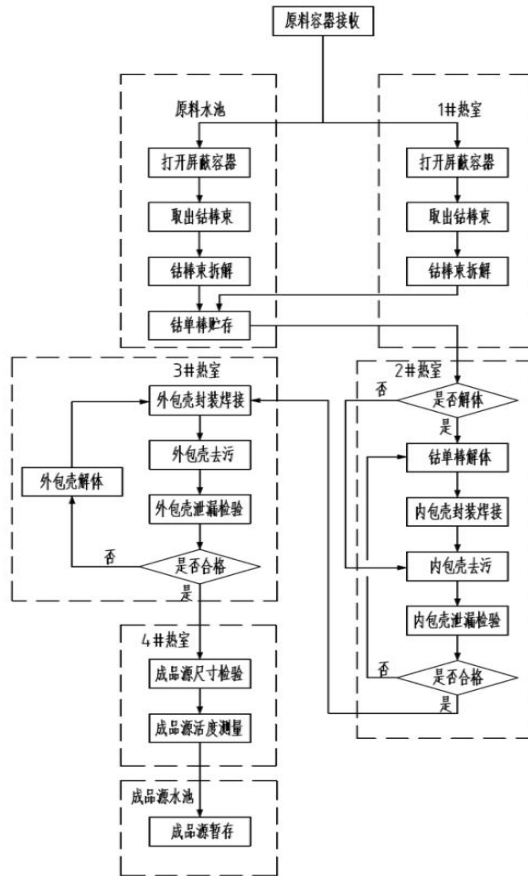 原料容器接收
原料水池
打开屏蔽容器
取出钴棒束
钴棒束拆解
钴单棒贮存
1#热室
打开屏蔽容器
取出钴棒束
钴棒束拆解
2#热室
是否解体
否
是
钴单棒解体
内包壳封装焊接
内包壳去污
内包壳泄漏检验
是否合格
否
是
3#热室
外包壳封装焊接
外包壳去污
外包壳解体
外包壳泄漏检验
是否合格
否
是
4#热室
成品源尺寸检验
成品源活度测量
成品源水池
成品源暂存